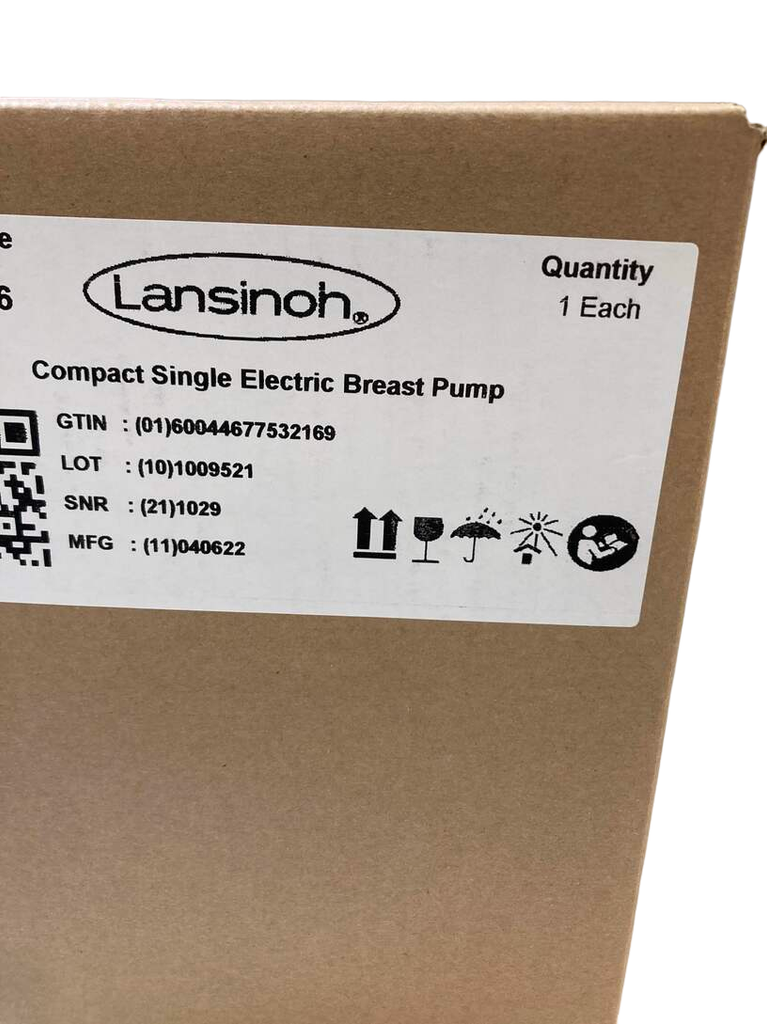 e
6
Lansinoh®
Quantity
1 Each
Compact Single Electric Breast Pump
GTIN : (01)60044677532169
LOT : (10)1009521
SNR : (21)1029
MFG : (11)040622